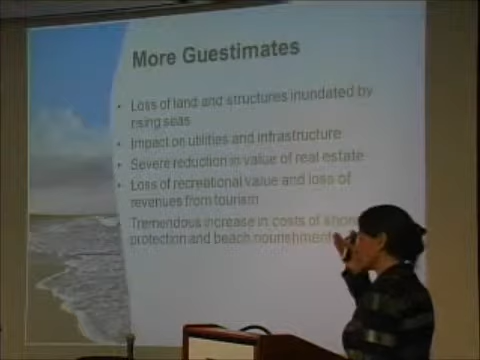 More Guestimates
• Loss of land and structures inundated by
rising seas
• Impact on utilities and infrastructure
• Severe reduction in value of real estate
• Loss of recreational value and loss of
revenues from tourism
• Tremendous increase in costs of shore
protection and beach nourishment